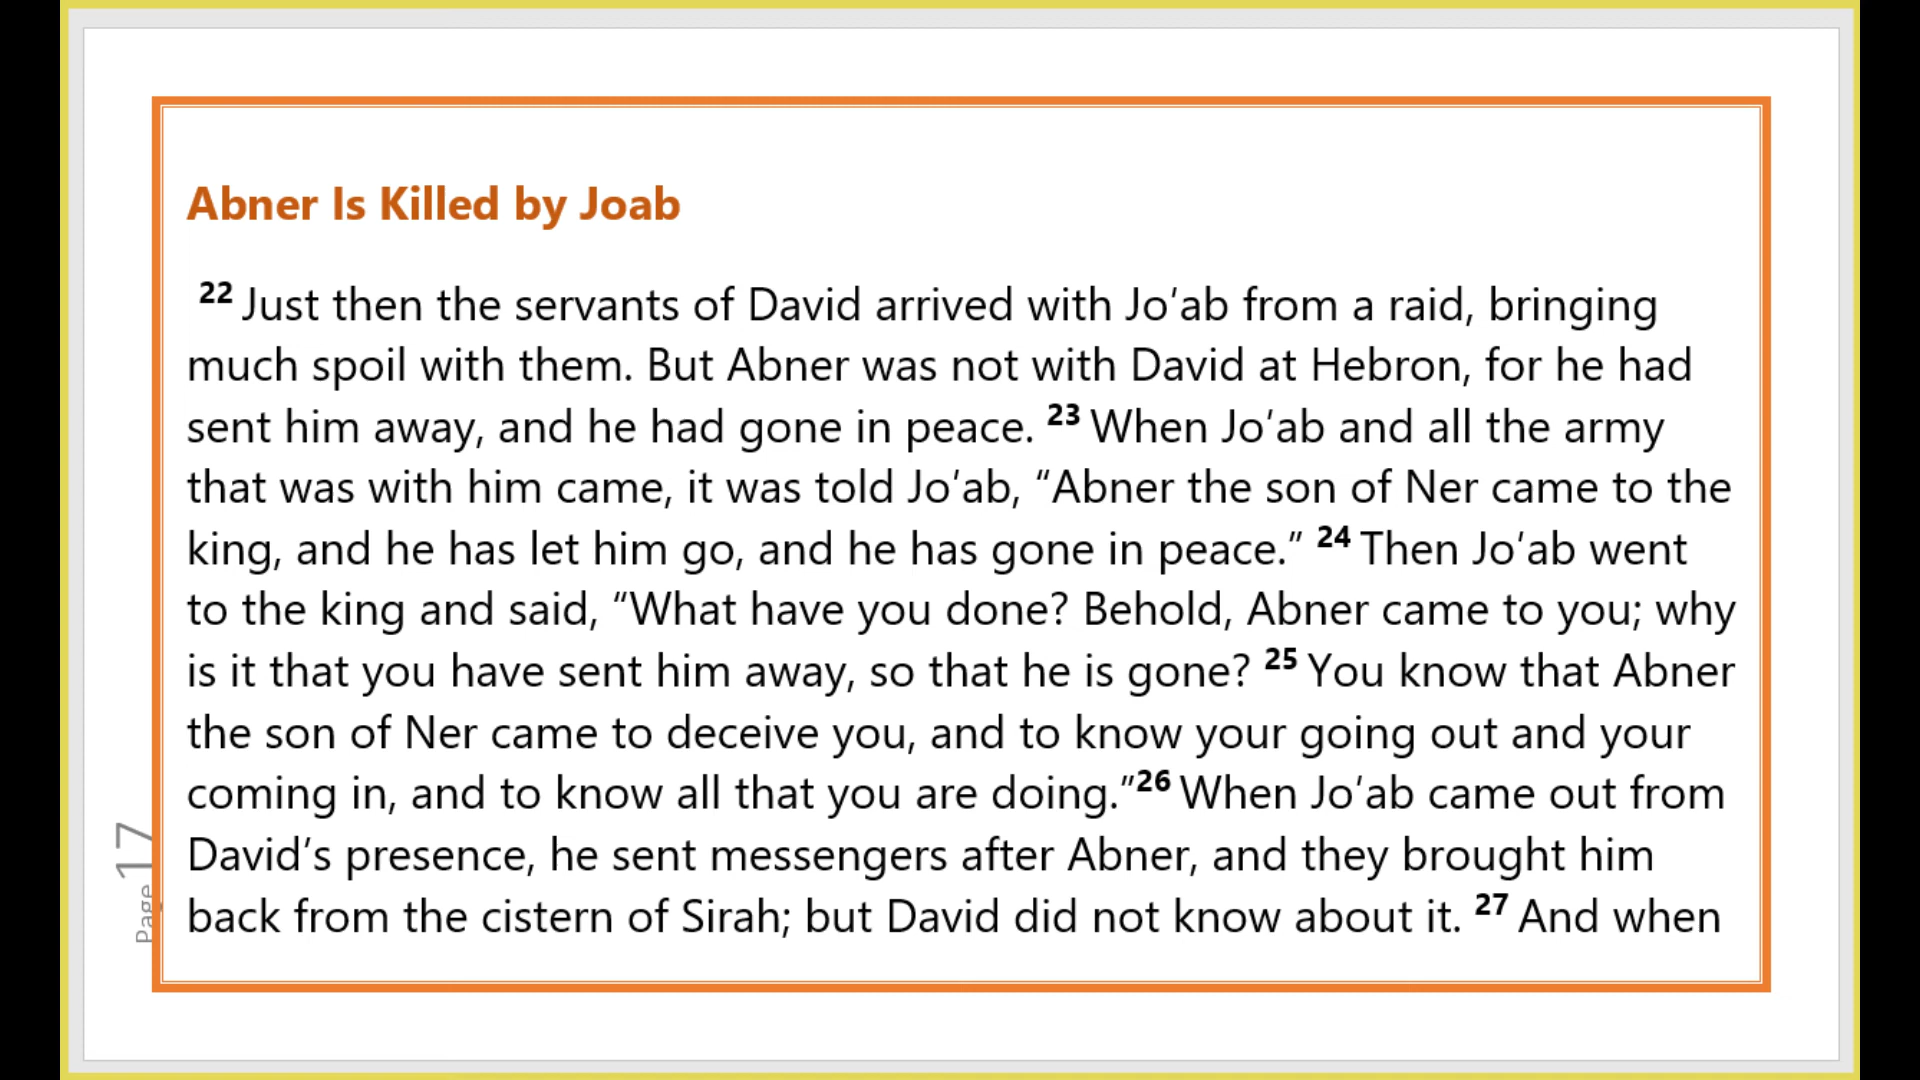 Abner Is Killed by Joab
22 Just then the servants of David arrived with Jo′ab from a raid, bringing
much spoil with them. But Abner was not with David at Hebron, for he had
sent him away, and he had gone in peace. 23 When Jo′ab and all the army
that was with him came, it was told Jo′ab, “Abner the son of Ner came to the
king, and he has let him go, and he has gone in peace.” 24 Then Jo′ab went
to the king and said, “What have you done? Behold, Abner came to you; why
is it that you have sent him away, so that he is gone? 25 You know that Abner
the son of Ner came to deceive you, and to know your going out and your
coming in, and to know all that you are doing.”26 When Jo′ab came out from
David’s presence, he sent messengers after Abner, and they brought him
back from the cistern of Sirah; but David did not know about it. 27 And when
Page 17